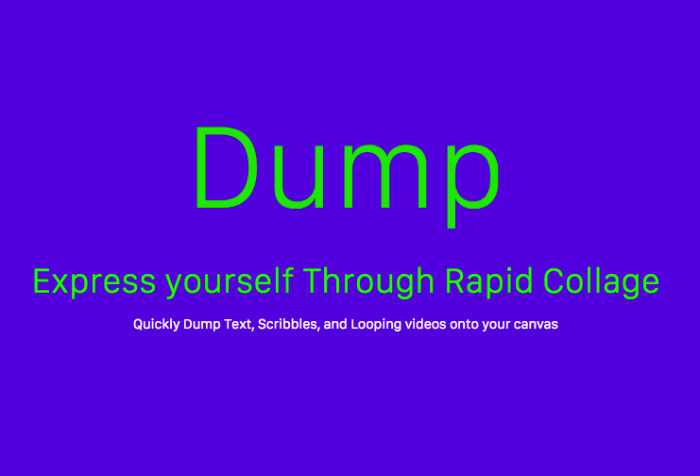 Dump
Express yourself Through Rapid Collage
Quickly Dump Text, Scribbles, and Looping videos onto your canvas